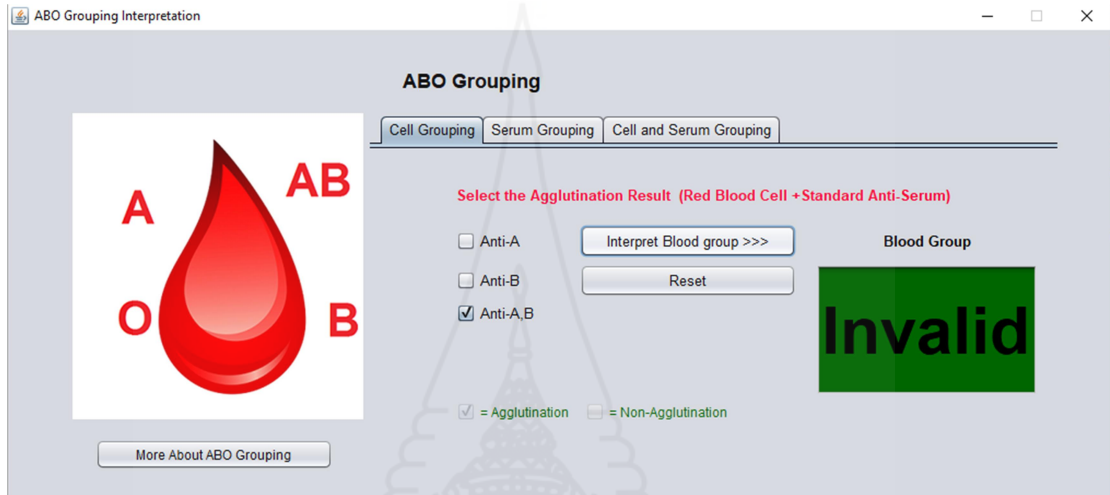 ABO Grouping Interpretation
ABO Grouping
Cell Grouping Serum Grouping Cell and Serum Grouping
A
AB
O
B
Select the Agglutination Result (Red Blood Cell +Standard Anti-Serum)
Anti-A Interpret Blood group >>> Blood Group
Anti-B Reset
Anti-A,B
Invalid
= Agglutination = Non-Agglutination
More About ABO Grouping